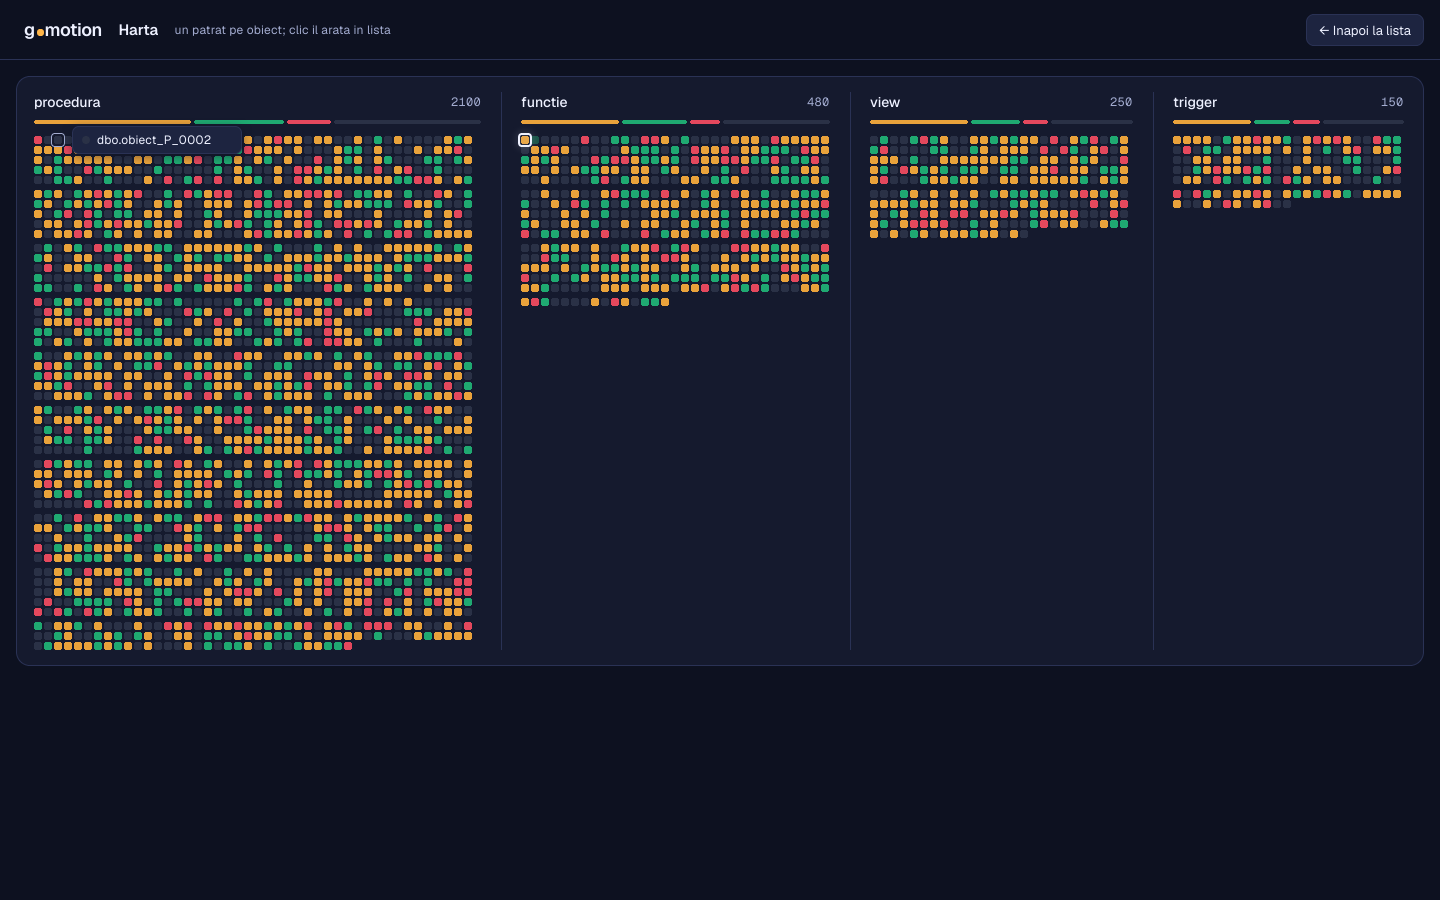 gomotion Harta un patrat pe obiect; clic il arata in lista ← Inapoi la lista
procedura 2100
functie 480
view 250
trigger 150
dbo.obiect_P_0002